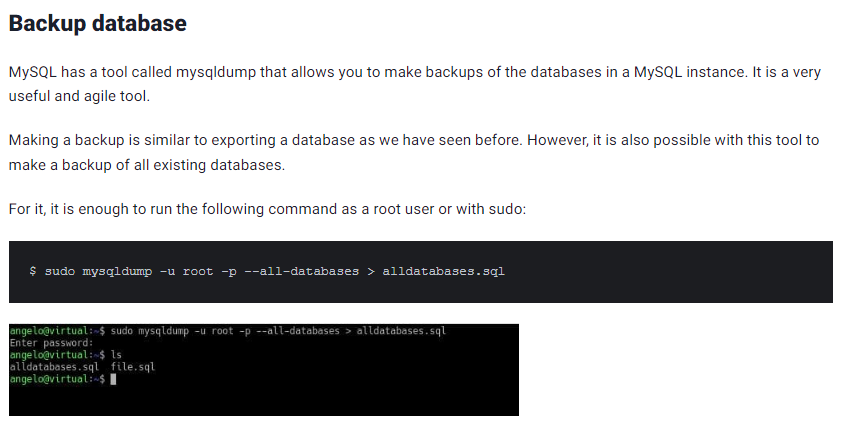 Backup database
MySQL has a tool called mysqldump that allows you to make backups of the databases in a MySQL instance. It is a very
useful and agile tool.
Making a backup is similar to exporting a database as we have seen before. However, it is also possible with this tool to
make a backup of all existing databases.
For it, it is enough to run the following command as a root user or with sudo:
$ sudo mysqldump -u root -p --all-databases > alldatabases.sql
angelo@virtual:~$ sudo mysqldump -u root -p --all-databases > alldatabases.sql
Enter password:
angelo@virtual:~$ ls
alldatabases.sql  file.sql
angelo@virtual:~$